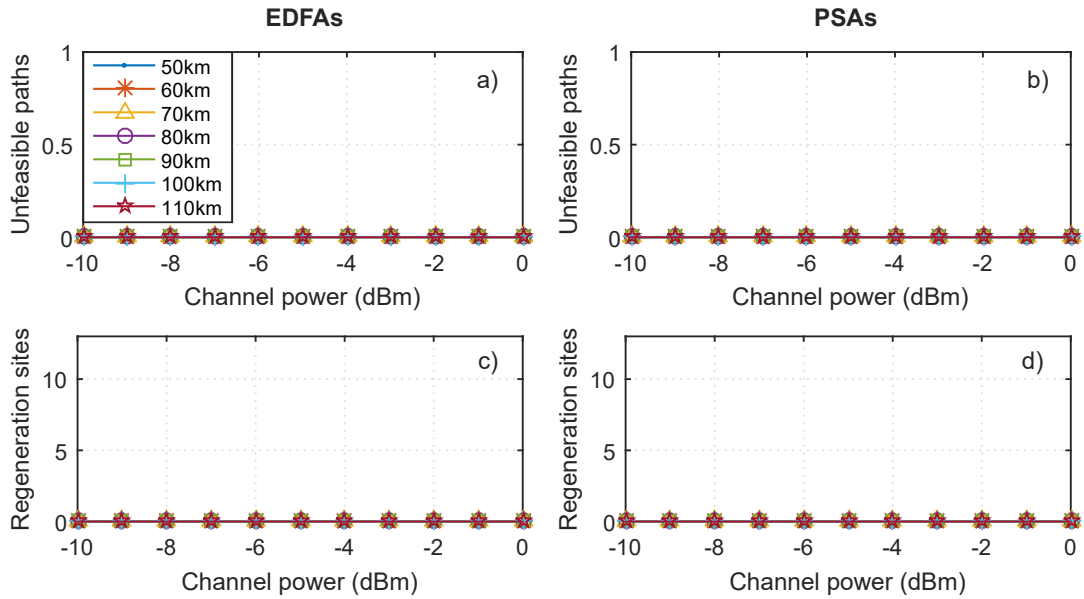 EDFAs
PSAs
Unfeasible paths
1
0.5
0
50km
60km
70km
80km
90km
100km
110km
a)
-10 -8 -6 -4 -2 0
Channel power (dBm)
Unfeasible paths
1
0.5
0
b)
-10 -8 -6 -4 -2 0
Channel power (dBm)
Regeneration sites
10
5
0
c)
-10 -8 -6 -4 -2 0
Channel power (dBm)
Regeneration sites
10
5
0
d)
-10 -8 -6 -4 -2 0
Channel power (dBm)